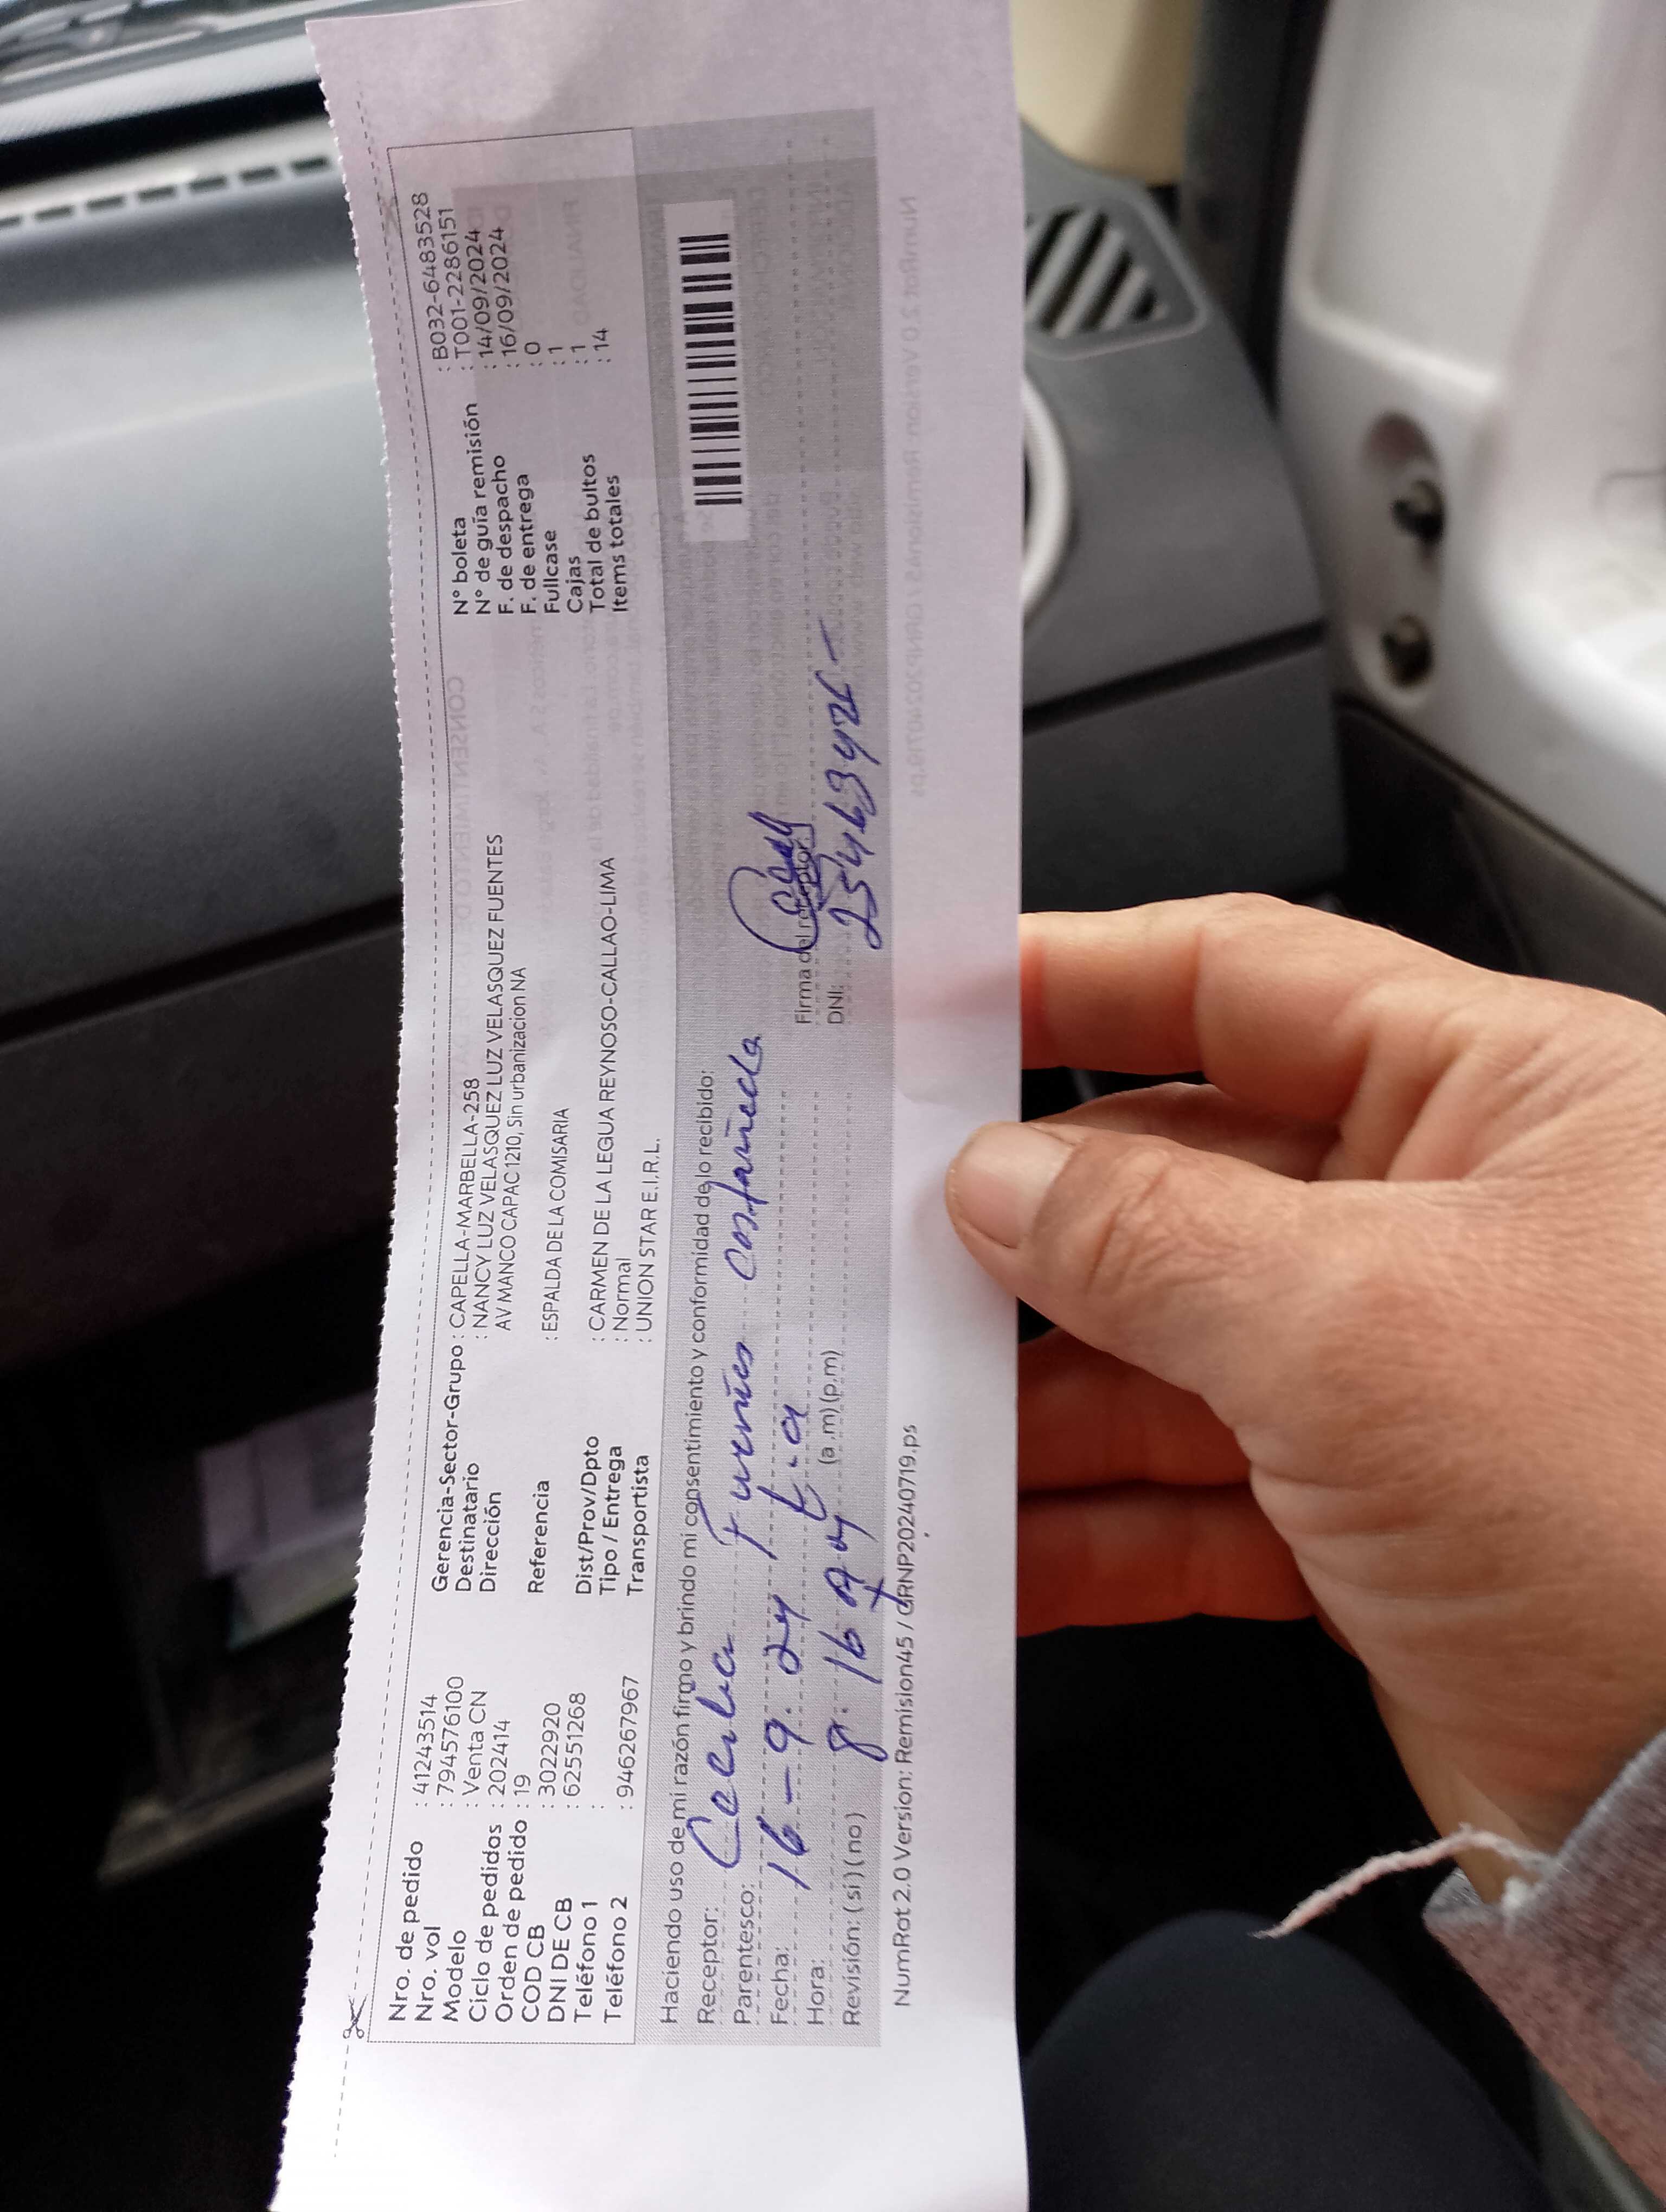 Nro. de pedido : 41243514
Nro. vol : 794576100
Modelo : Venta CN
Ciclo de pedidos : 202414
Orden de pedido : 19
COD CB : 3022920
DNI DE CB : 62551268
Teléfono 1 :
Teléfono 2 : 946267967
Gerencia-Sector-Grupo : CAPELLA-MARBELLA-258
Destinatario : NANCY LUZ VELASQUEZ LUZ VELASQUEZ FUENTES
Dirección AV MANCO CAPAC 1210, Sin urbanizacion NA
Referencia : ESPALDA DE LA COMISARIA
Dist/Prov/Dpto : CARMEN DE LA LEGUA REYNOSO-CALLAO-LIMA
Tipo / Entrega : Normal
Transportista : UNION STAR E.I.R.L.
N° boleta : B032-6483528
N° de guía remisión : T001-2286151
F. de despacho : 14/09/2024
F. de entrega : 16/09/2024
Fullcase : 0
Cajas : 1
Total de bultos : 1
Items totales : 14
Haciendo uso de mi razón firmo y brindo mi consentimiento y conformidad de lo recibido:
Receptor: Castañeda
Parentesco: tia
Fecha: 16-9-24
Hora: 8:16 (a.m) (p.m)
Revisión: (si) (no)
Firma del receptor:
DNI: 25463426
NumRot 2.0 Version: Remision45 / GRNP20240719.ps